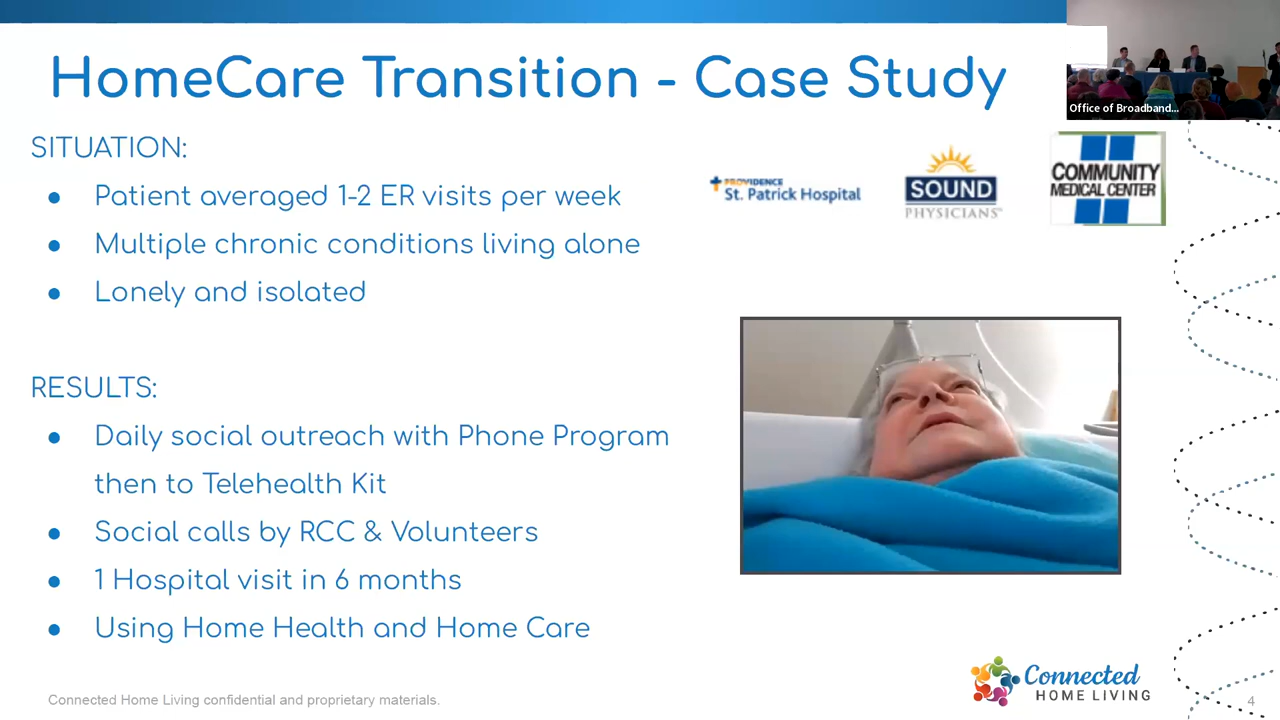 HomeCare Transition - Case Study
Office of Broadband...
SITUATION:
● Patient averaged 1-2 ER visits per week
● Multiple chronic conditions living alone
● Lonely and isolated
PROVIDENCE
St. Patrick Hospital
SOUND
PHYSICIANS™
COMMUNITY
MEDICAL CENTER
RESULTS:
● Daily social outreach with Phone Program
then to Telehealth Kit
● Social calls by RCC & Volunteers
● 1 Hospital visit in 6 months
● Using Home Health and Home Care
Connected Home Living confidential and proprietary materials.
Connected
HOME LIVING
4